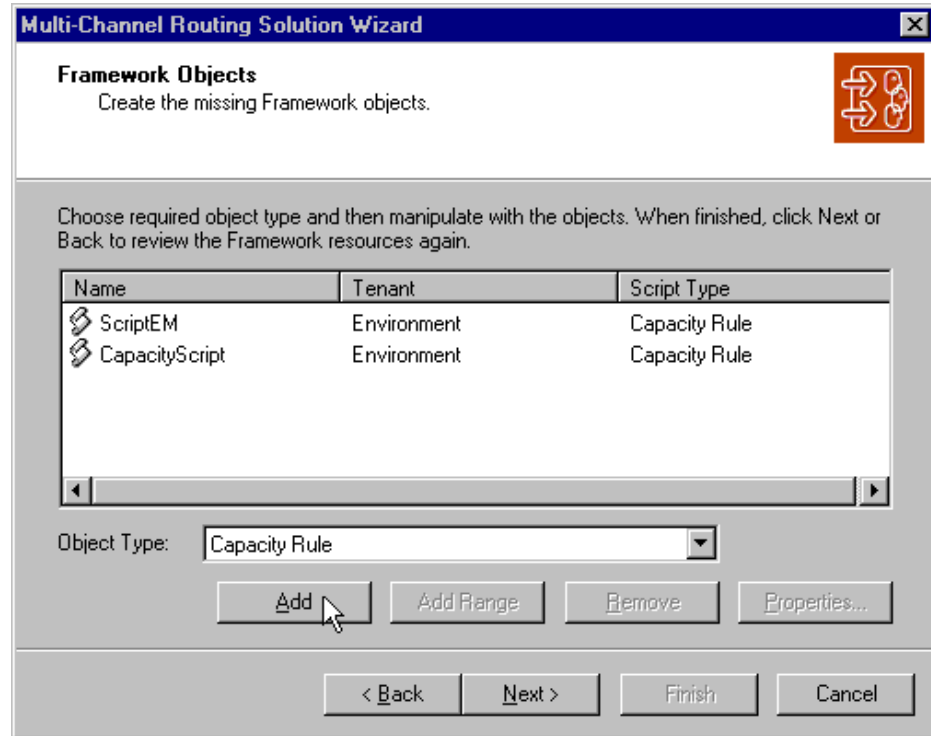 Multi-Channel Routing Solution Wizard
Framework Objects
Create the missing Framework objects.
Choose required object type and then manipulate with the objects. When finished, click Next or
Back to review the Framework resources again.
Name Tenant Script Type
ScriptEM Environment Capacity Rule
CapacityScript Environment Capacity Rule
Object Type: Capacity Rule
Add Add Range Remove Properties...
< Back Next > Finish Cancel